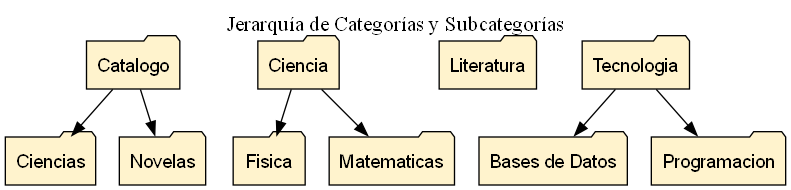 Jerarquía de Categorías y Subcategorías
Catalogo
Ciencia
Literatura
Tecnologia
Ciencias
Novelas
Fisica
Matematicas
Bases de Datos
Programacion